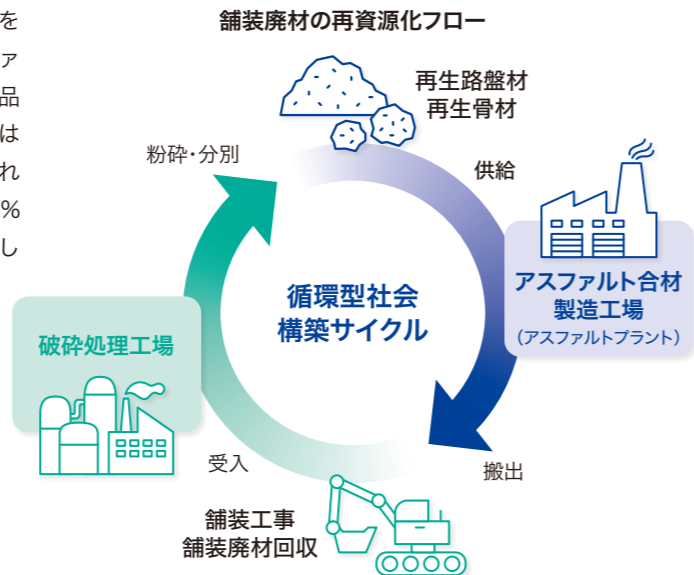 を
ァ
品
は
れ
%
し
舗装廃材の再資源化フロー
再生路盤材
再生骨材
粉砕・分別
供給
アスファルト合材
製造工場
(アスファルトプラント)
循環型社会
構築サイクル
破砕処理工場
受入
搬出
舗装工事
舗装廃材回収